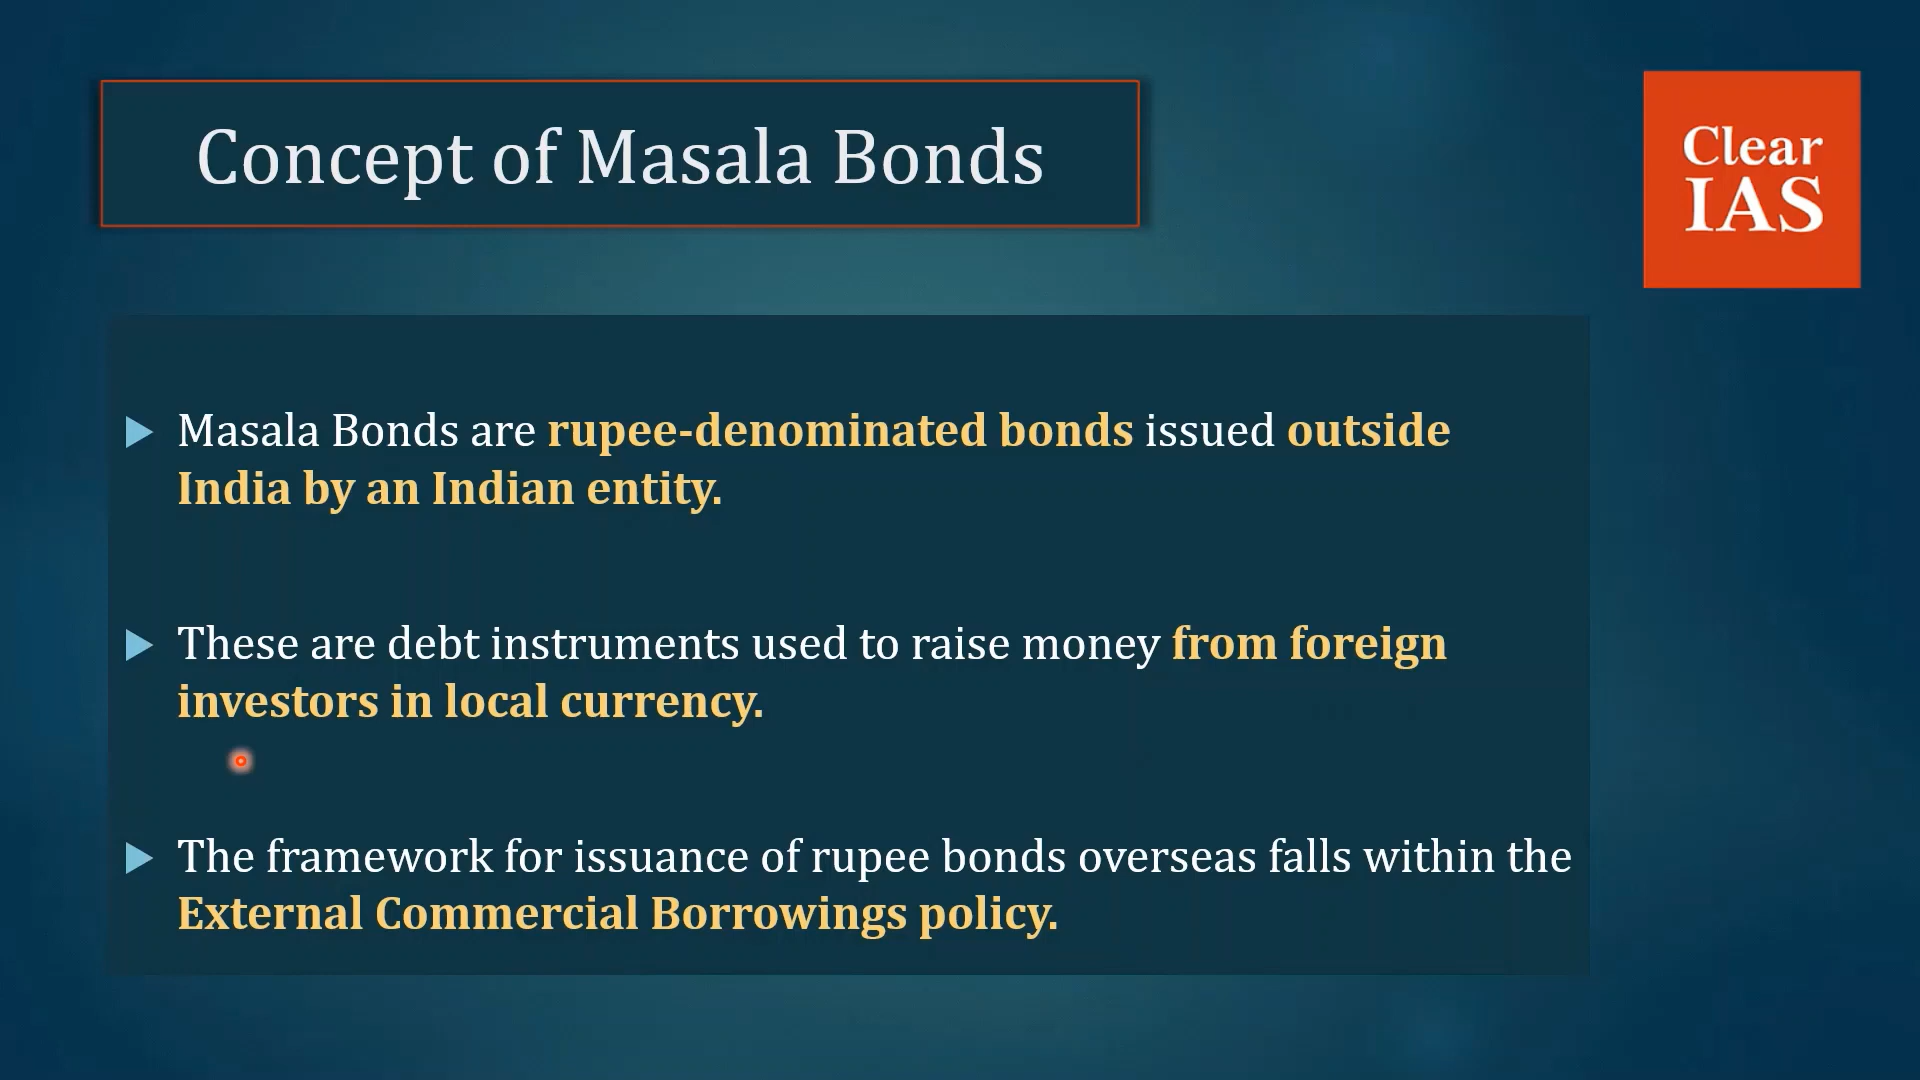 Concept of Masala Bonds
Clear
IAS
Masala Bonds are rupee-denominated bonds issued outside
India by an Indian entity.
These are debt instruments used to raise money from foreign
investors in local currency.
The framework for issuance of rupee bonds overseas falls within the
External Commercial Borrowings policy.